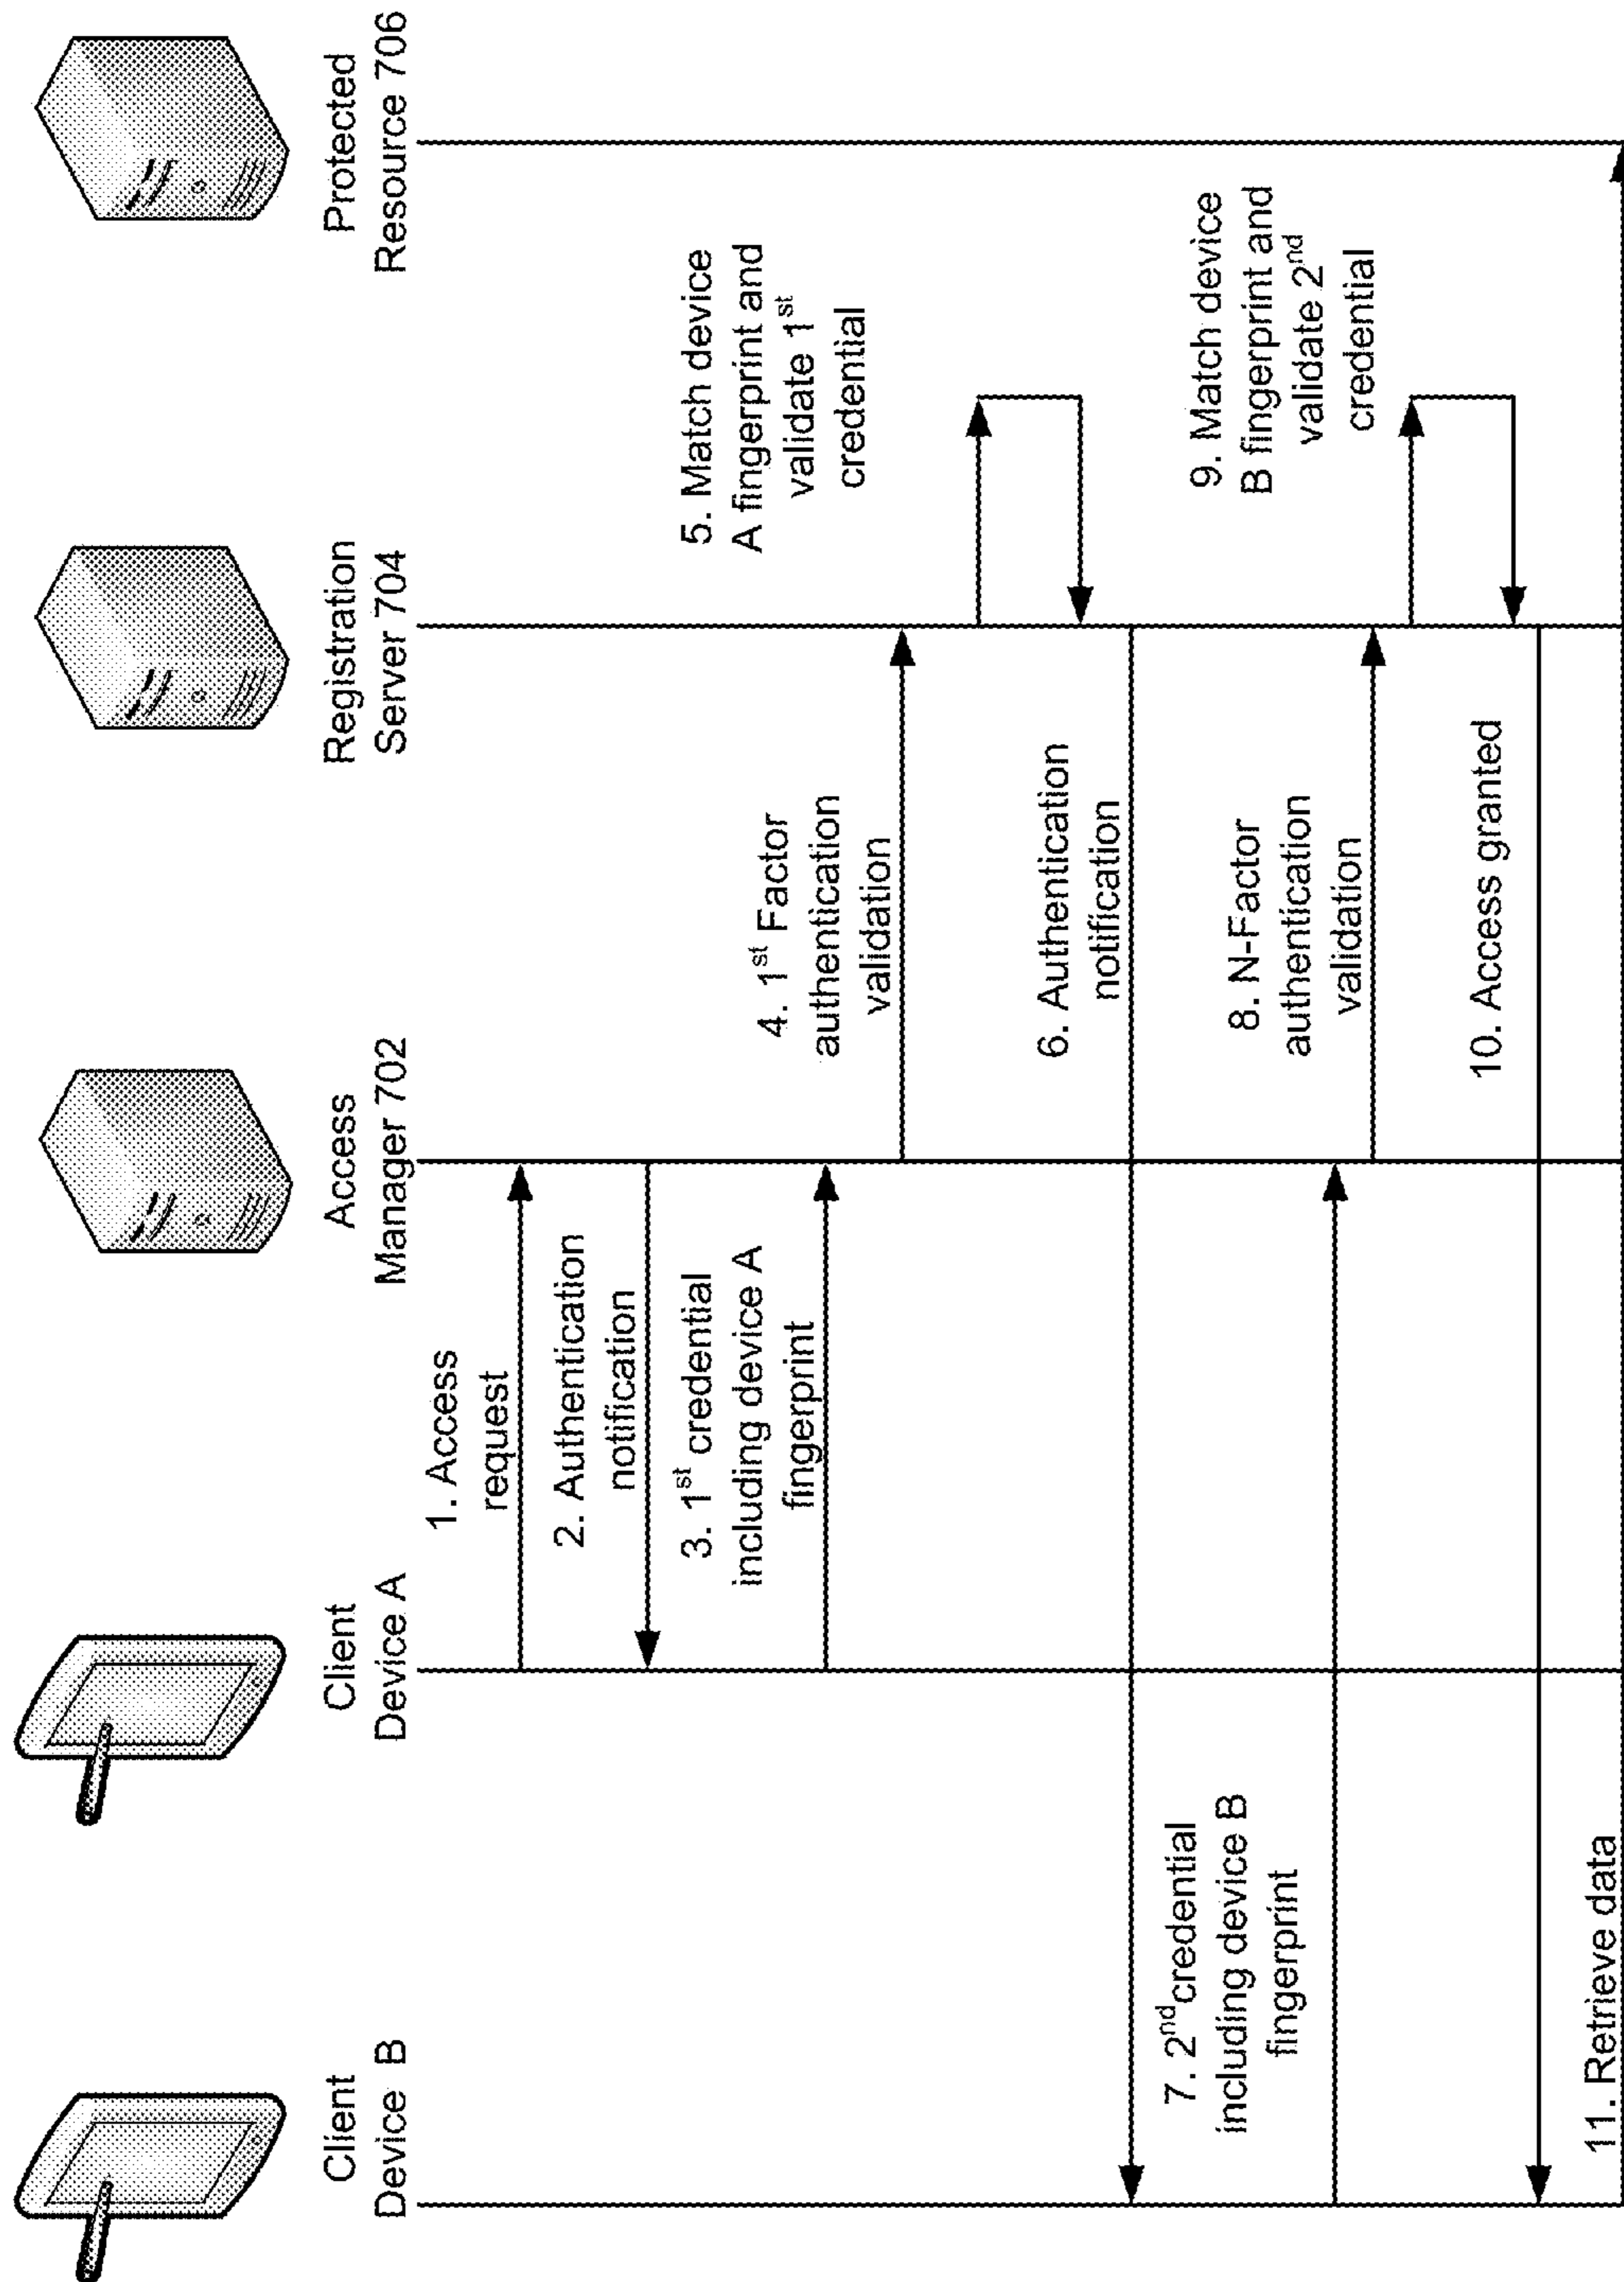 Client
Device B
Client
Device A
Access
Manager 702
Registration
Server 704
Protected
Resource 706
1. Access
request
2. Authentication
notification
3. 1st credential
including device A
fingerprint
4. 1st Factor
authentication
validation
5. Match device
A fingerprint and
validate 1st
credential
6. Authentication
notification
7. 2nd credential
including device B
fingerprint
8. N-Factor
authentication
validation
9. Match device
B fingerprint and
validate 2nd
credential
10. Access granted
11. Retrieve data